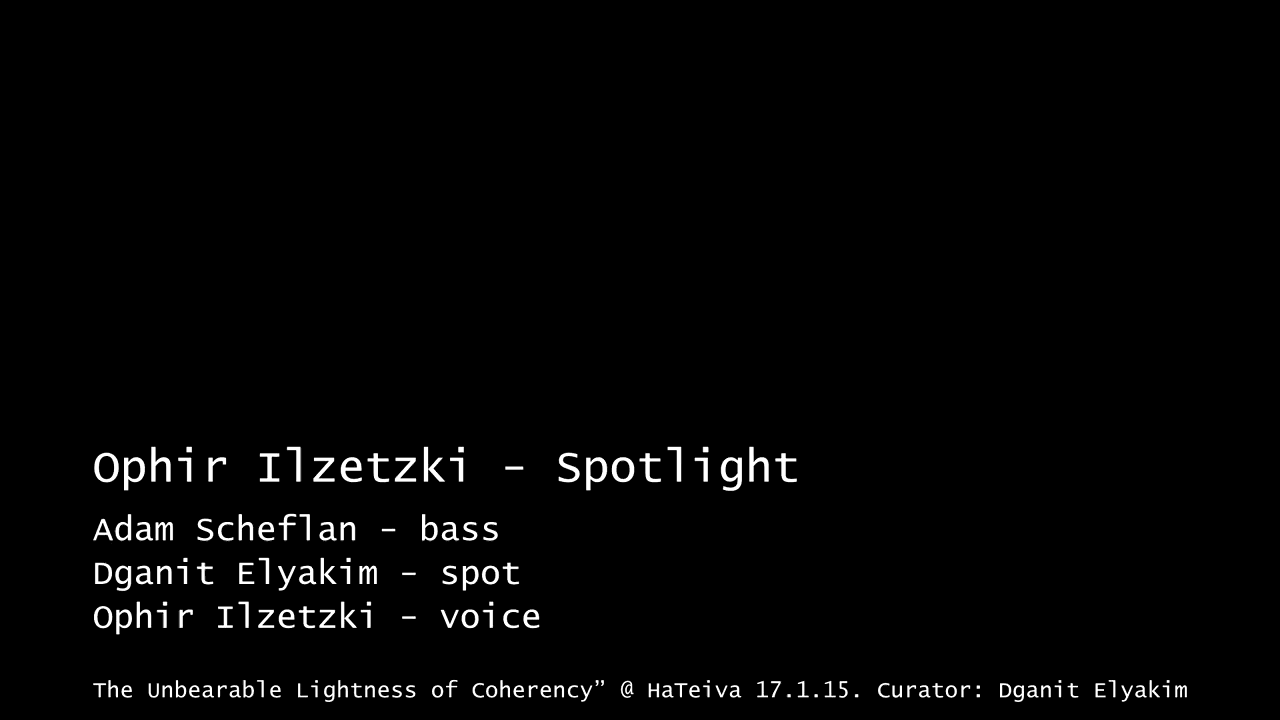 Ophir Ilzetzki – Spotlight
Adam Scheflan – bass
Dganit Elyakim – spot
Ophir Ilzetzki – voice
The Unbearable Lightness of Coherency” @ HaTeiva 17.1.15. Curator: Dganit Elyakim